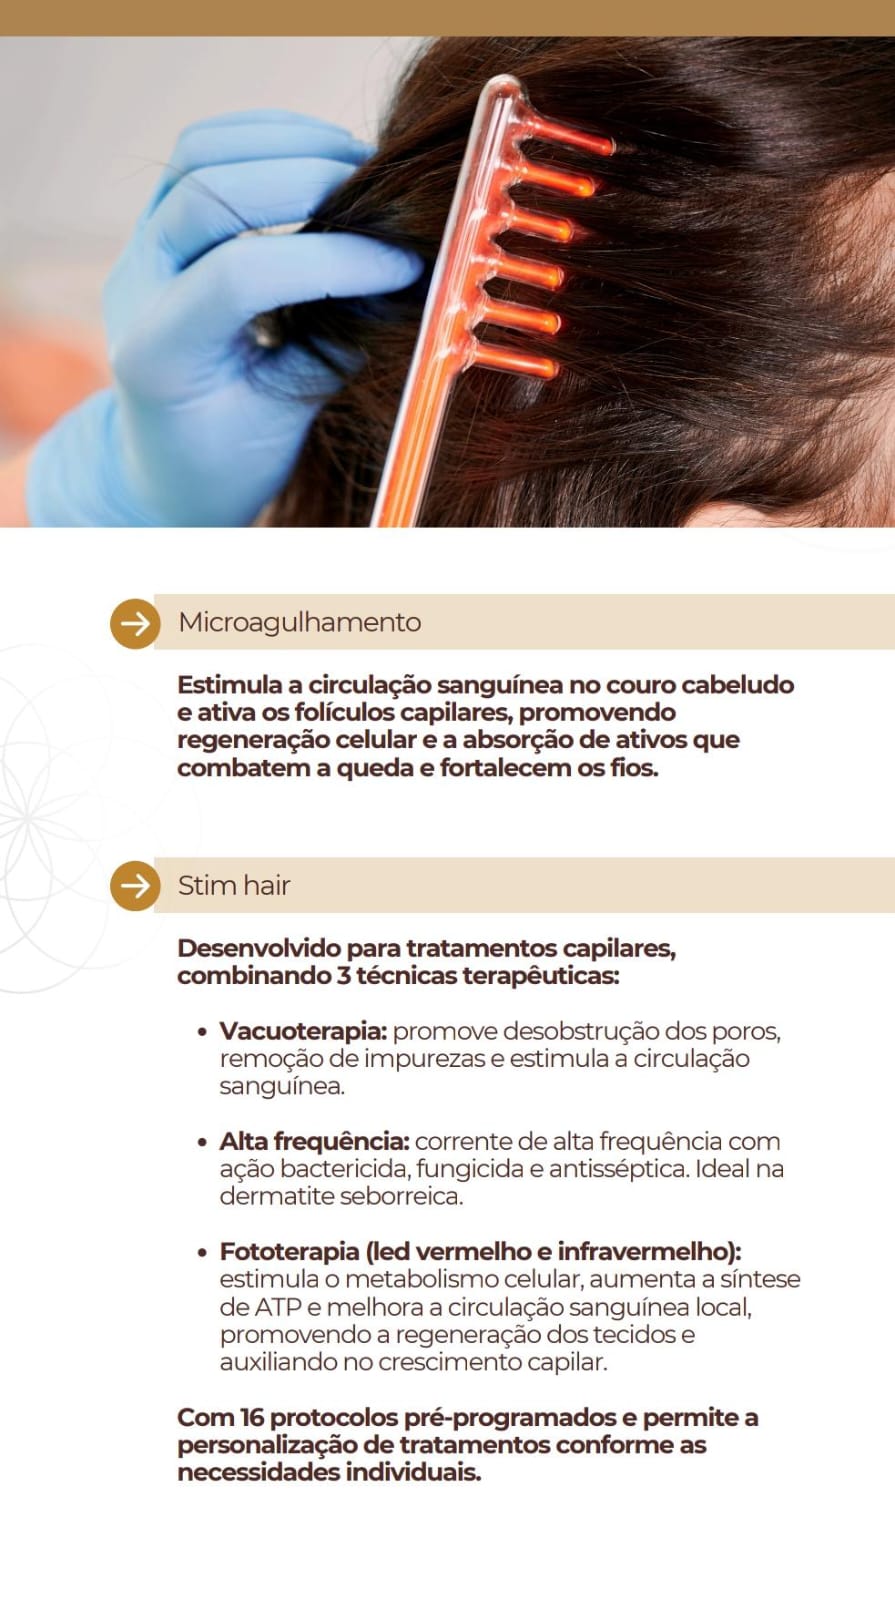 Microagulhamento
Estimula a circulação sanguínea no couro cabeludo
e ativa os folículos capilares, promovendo
regeneração celular e a absorção de ativos que
combatem a queda e fortalecem os fios.
Stim hair
Desenvolvido para tratamentos capilares,
combinando 3 técnicas terapêuticas:
• Vacuoterapia: promove desobstrução dos poros,
remoção de impurezas e estimula a circulação
sanguínea.
• Alta frequência: corrente de alta frequência com
ação bactericida, fungicida e antisséptica. Ideal na
dermatite seborreica.
• Fototerapia (led vermelho e infravermelho):
estimula o metabolismo celular, aumenta a síntese
de ATP e melhora a circulação sanguínea local,
promovendo a regeneração dos tecidos e
auxiliando no crescimento capilar.
Com 16 protocolos pré-programados e permite a
personalização de tratamentos conforme as
necessidades individuais.